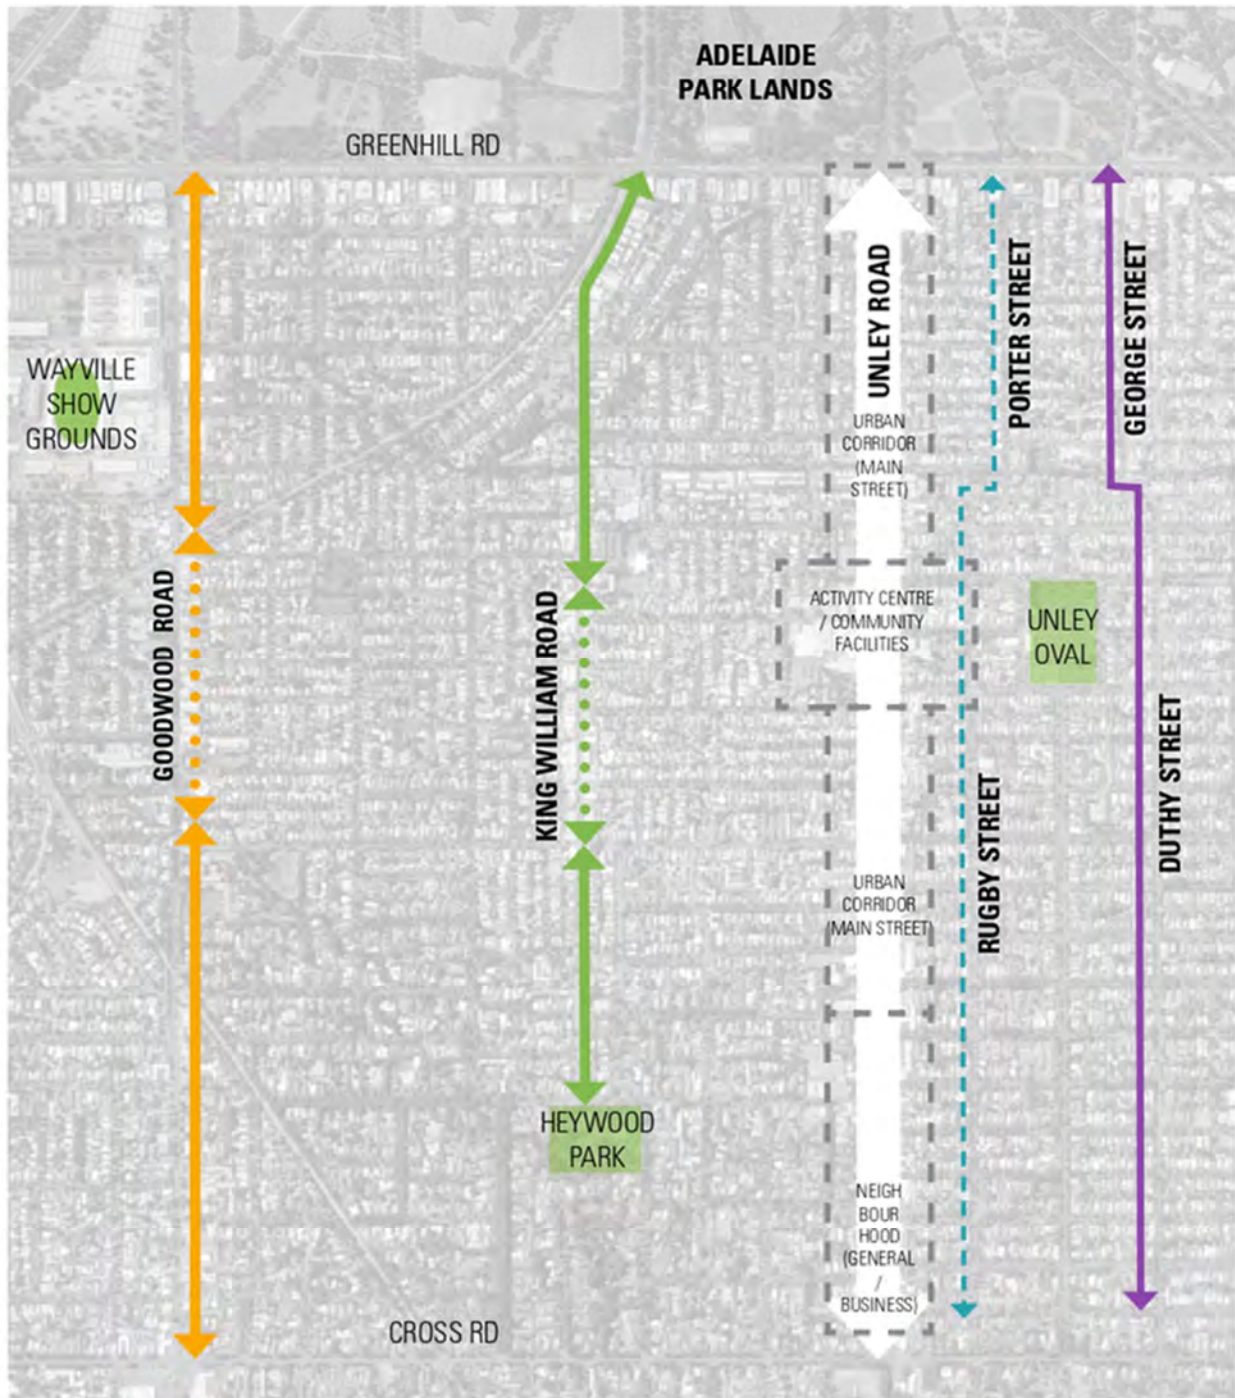 ADELAIDE
PARK LANDS
GREENHILL RD
WAYVILLE
SHOW
GROUNDS
GOODWOOD ROAD
KING WILLIAM ROAD
HEYWOOD
PARK
UNLEY ROAD
URBAN
CORRIDOR
(MAIN
STREET)
ACTIVITY CENTRE
/ COMMUNITY
FACILITIES
URBAN
CORRIDOR
(MAIN STREET)
NEIGH
BOUR
HOOD
(GENERAL
/
BUSINESS)
PORTER STREET
RUGBY STREET
UNLEY
OVAL
GEORGE STREET
DUTHY STREET
CROSS RD